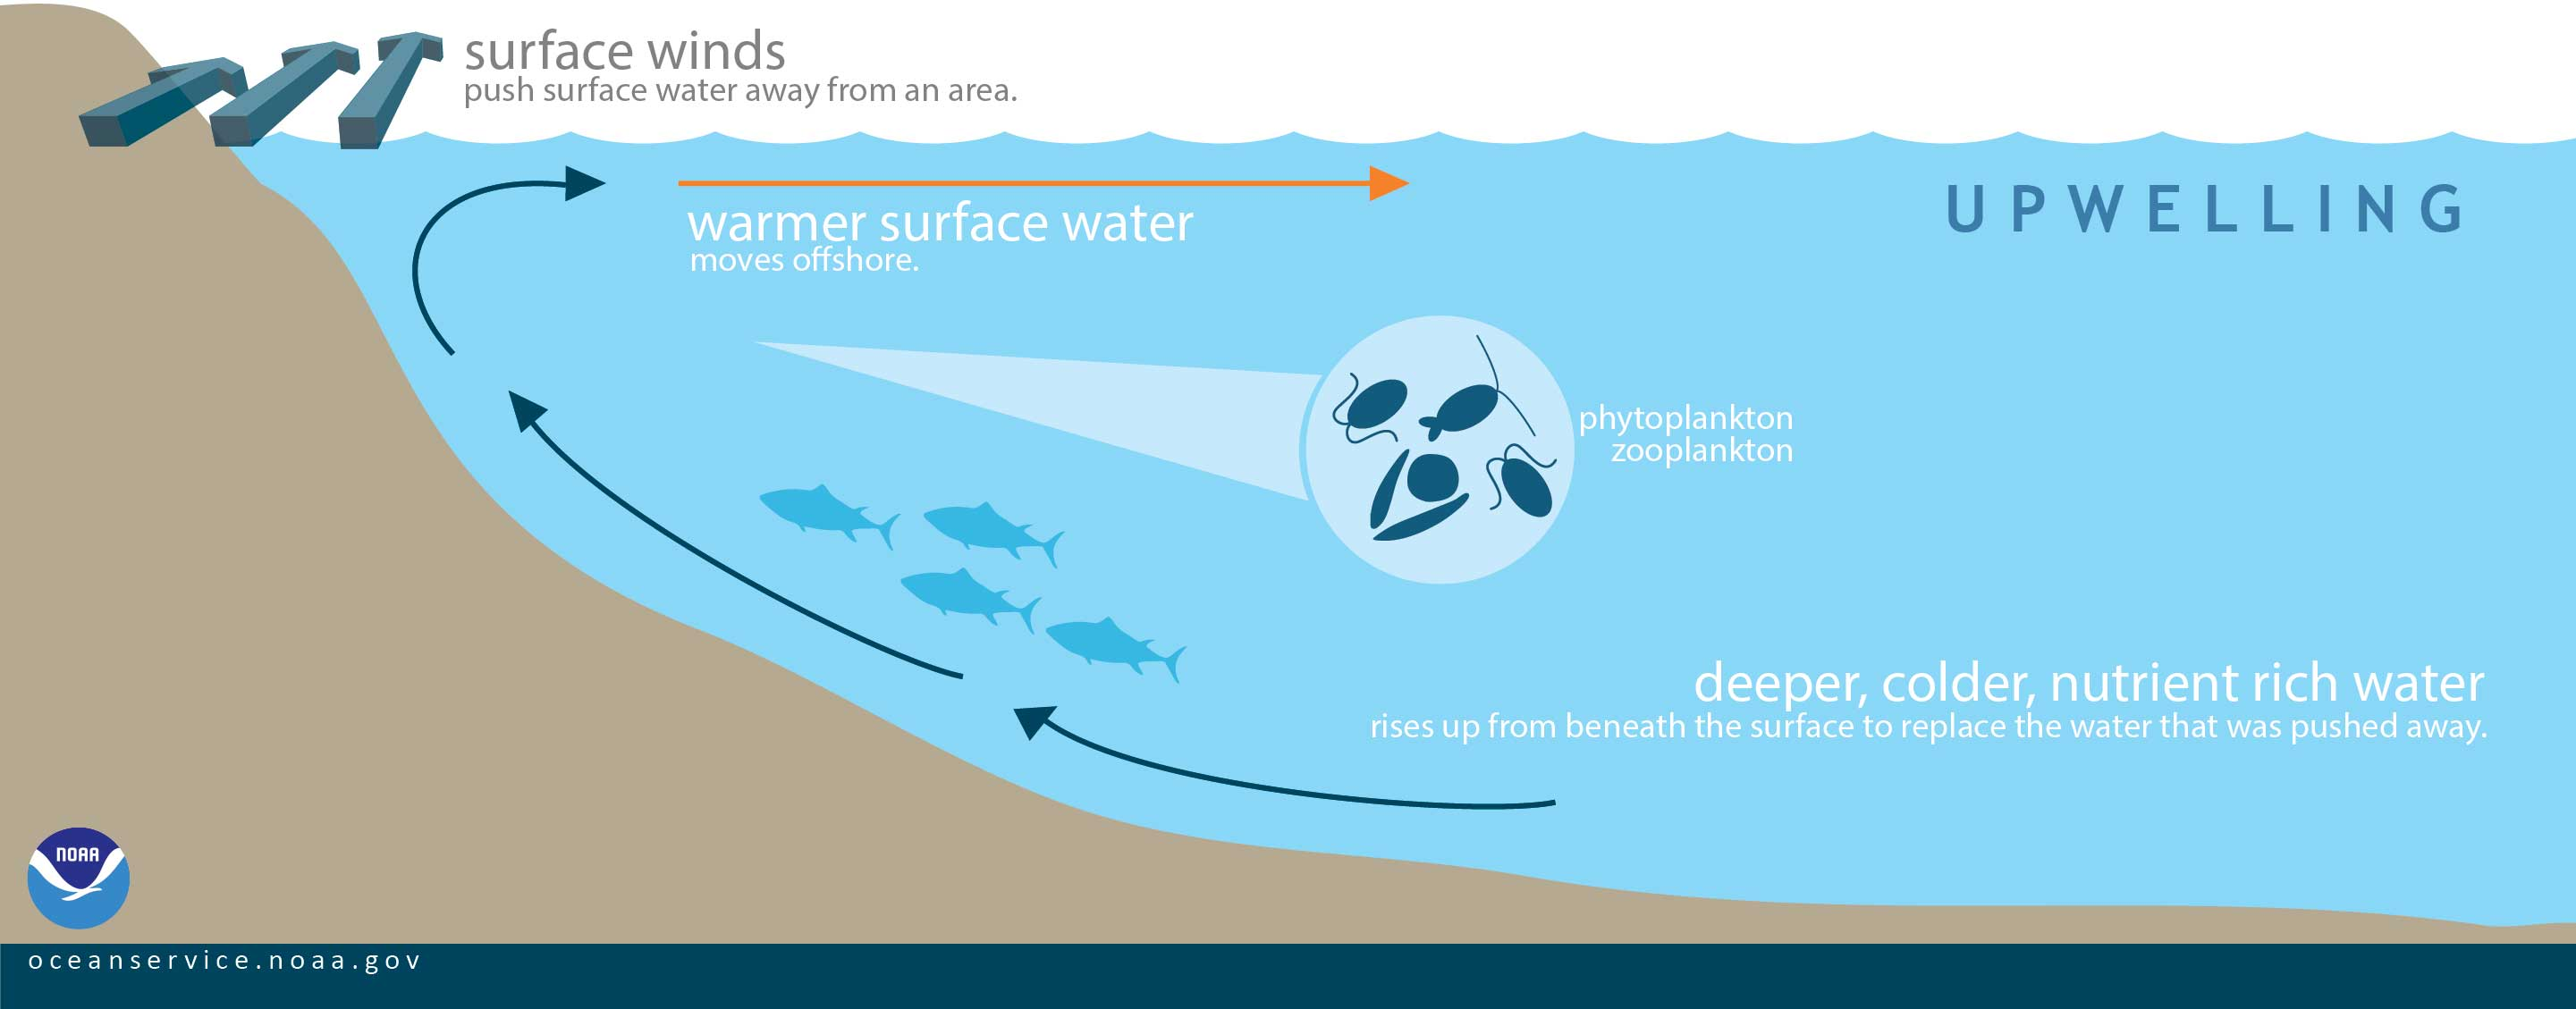 surface winds
push surface water away from an area.
UPWELLING
warmer surface water
moves offshore.
phytoplankton
zooplankton
deeper, colder, nutrient rich water
rises up from beneath the surface to replace the water that was pushed away.
NOAA
oceanservice.noaa.gov